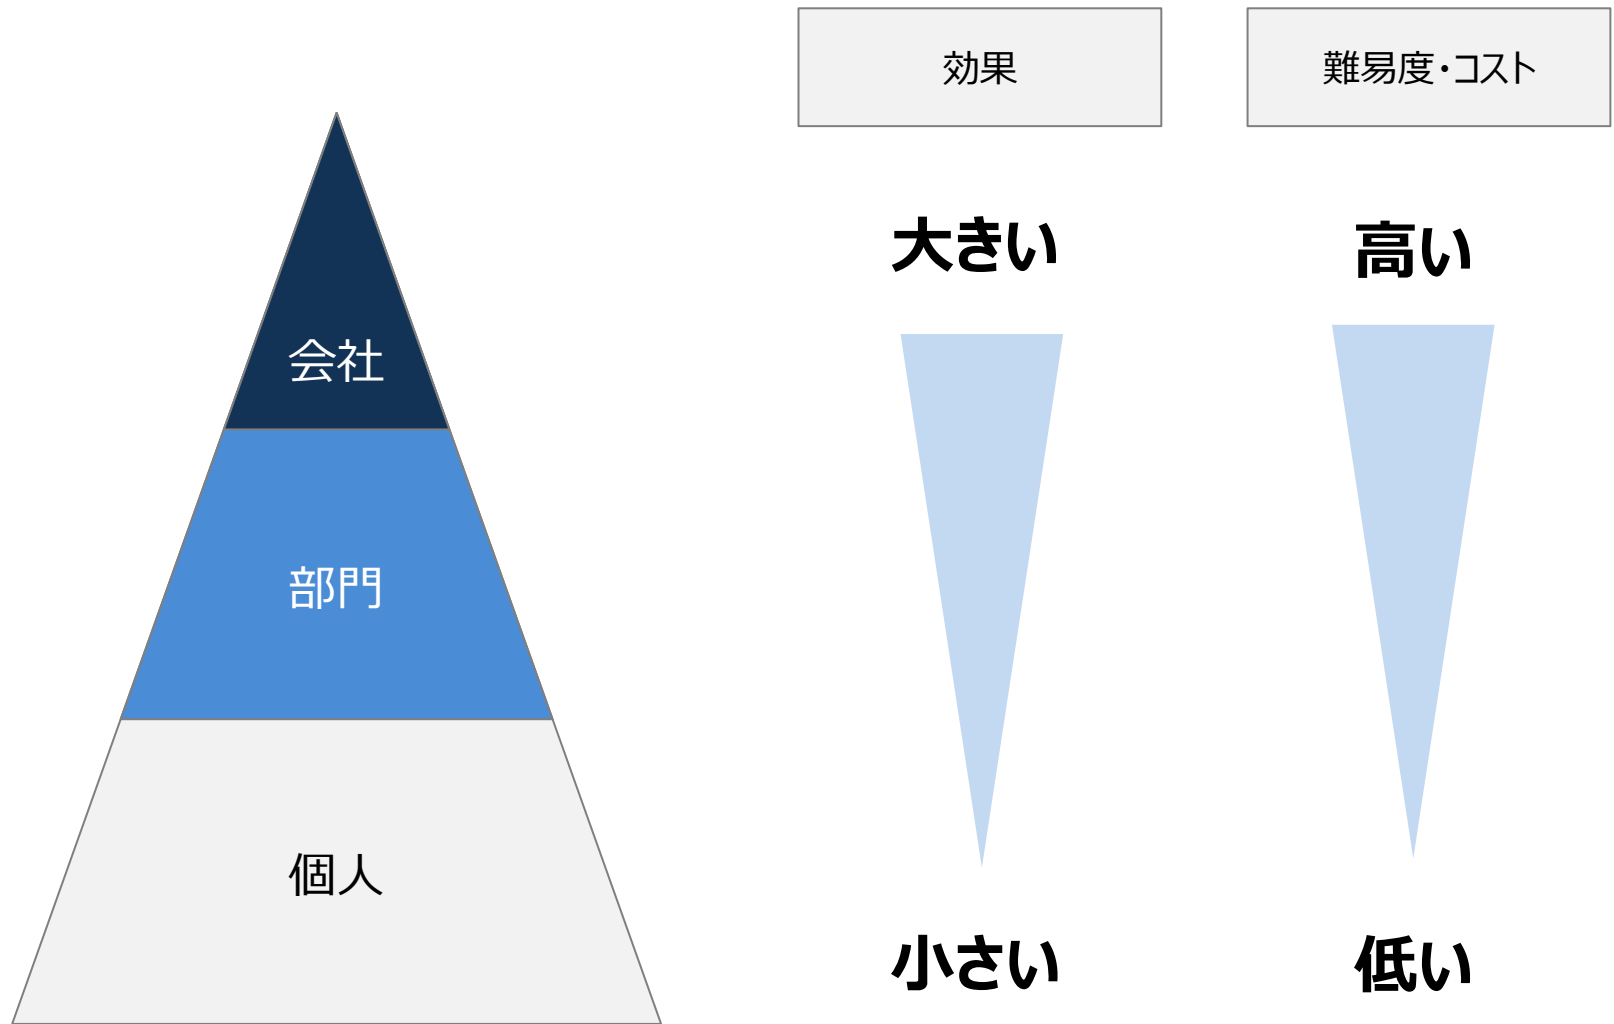 効果
難易度・コスト
大きい
高い
会社
部門
個人
小さい
低い